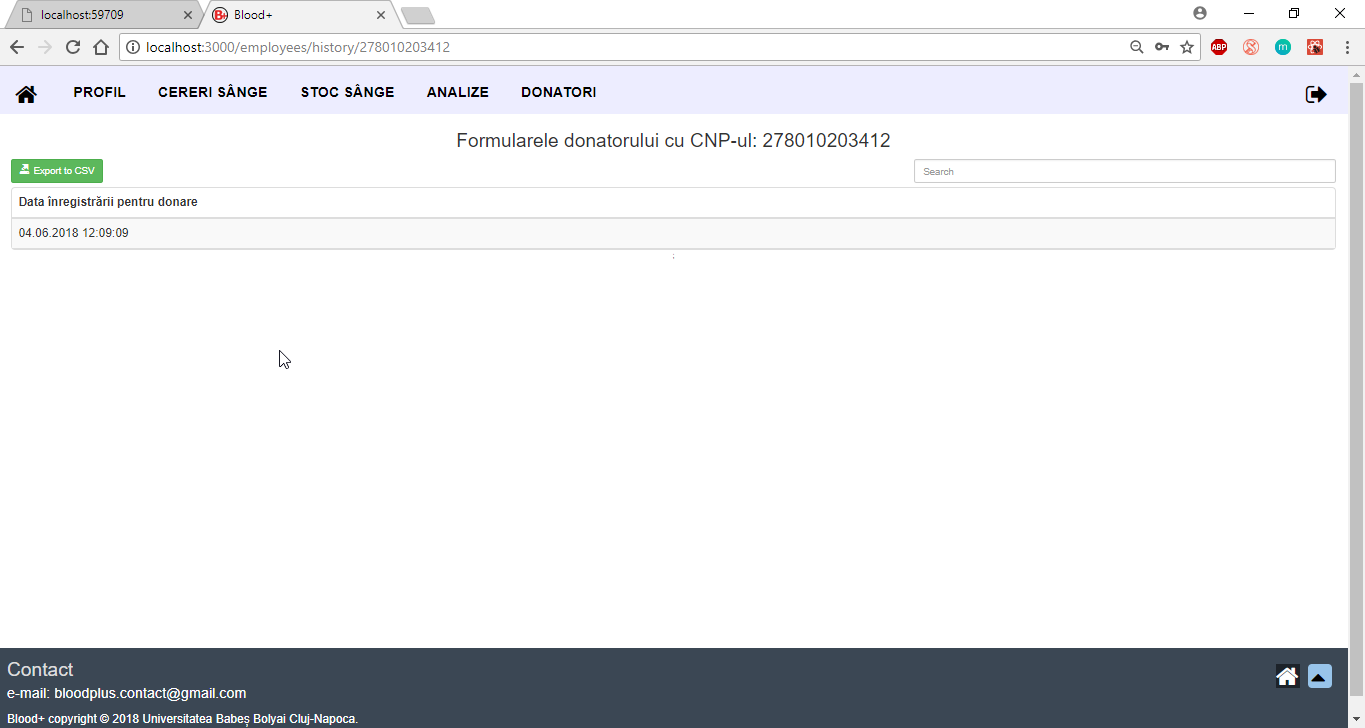 localhost:59709
Blood+
localhost:3000/employees/history/278010203412
ABP
m
PROFIL CERERI SÂNGE STOC SÂNGE ANALIZE DONATORI
Formularele donatorului cu CNP-ul: 278010203412
Export to CSV
Search
Data înregistrării pentru donare
04.06.2018 12:09:09
;
Contact
e-mail: bloodplus.contact@gmail.com
Blood+ copyright © 2018 Universitatea Babeș Bolyai Cluj-Napoca.